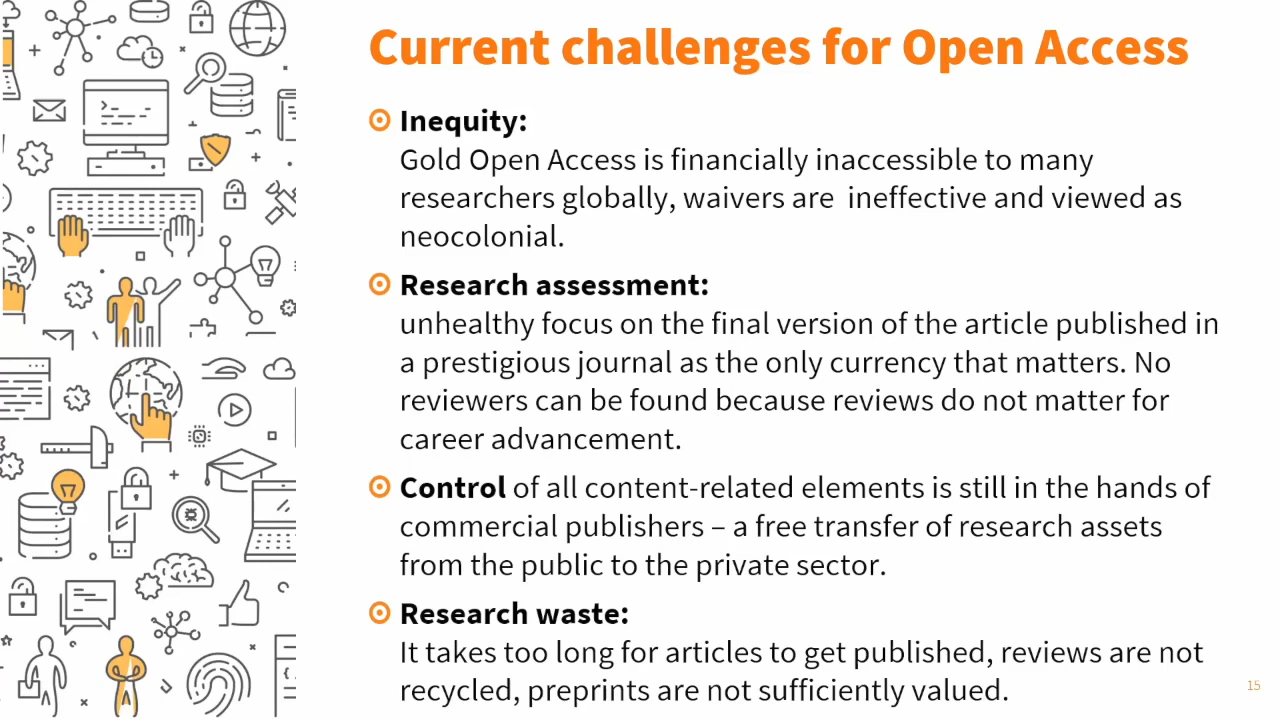 Current challenges for Open Access
Inequity:
Gold Open Access is financially inaccessible to many
researchers globally, waivers are  ineffective and viewed as
neocolonial.
Research assessment:
unhealthy focus on the final version of the article published in
a prestigious journal as the only currency that matters. No
reviewers can be found because reviews do not matter for
career advancement.
Control of all content-related elements is still in the hands of
commercial publishers – a free transfer of research assets
from the public to the private sector.
Research waste:
It takes too long for articles to get published, reviews are not
recycled, preprints are not sufficiently valued.
15